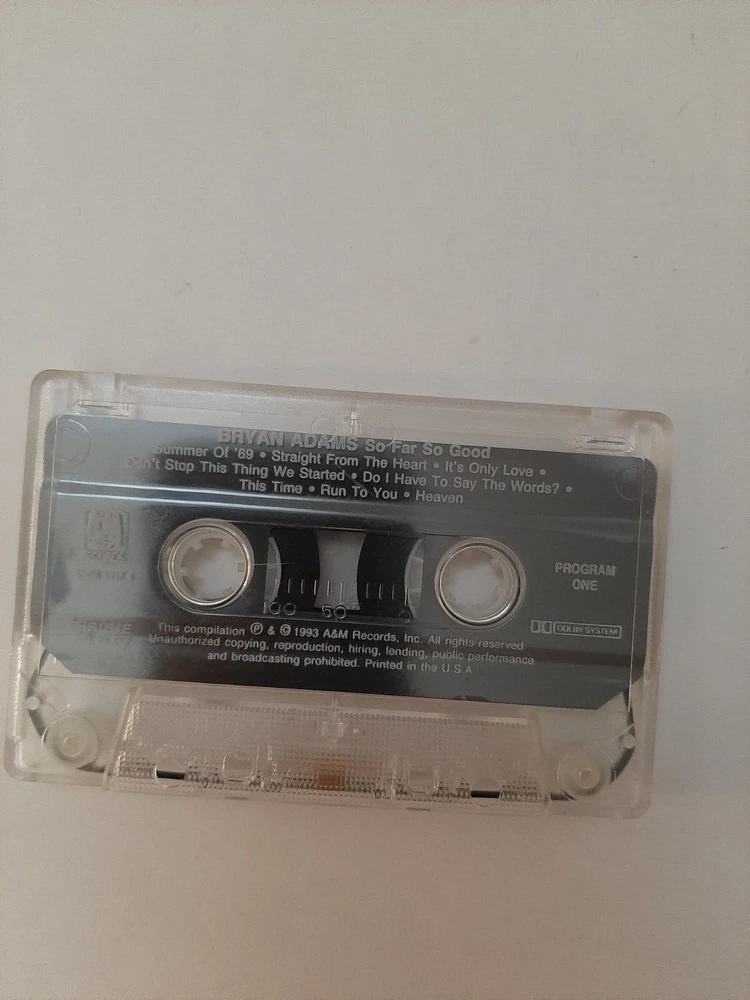 BRYAN ADAMS So Far So Good
Summer Of '69 • Straight From The Heart • It's Only Love •
Don't Stop This Thing We Started • Do I Have To Say The Words? •
This Time • Run To You • Heaven
PROGRAM
ONE
100 50 0
CHROME
DOLBY SYSTEM
This compilation ℗ & © 1993 A&M Records, Inc. All rights reserved
Unauthorized copying, reproduction, hiring, lending, public performance
and broadcasting prohibited. Printed in the U.S.A